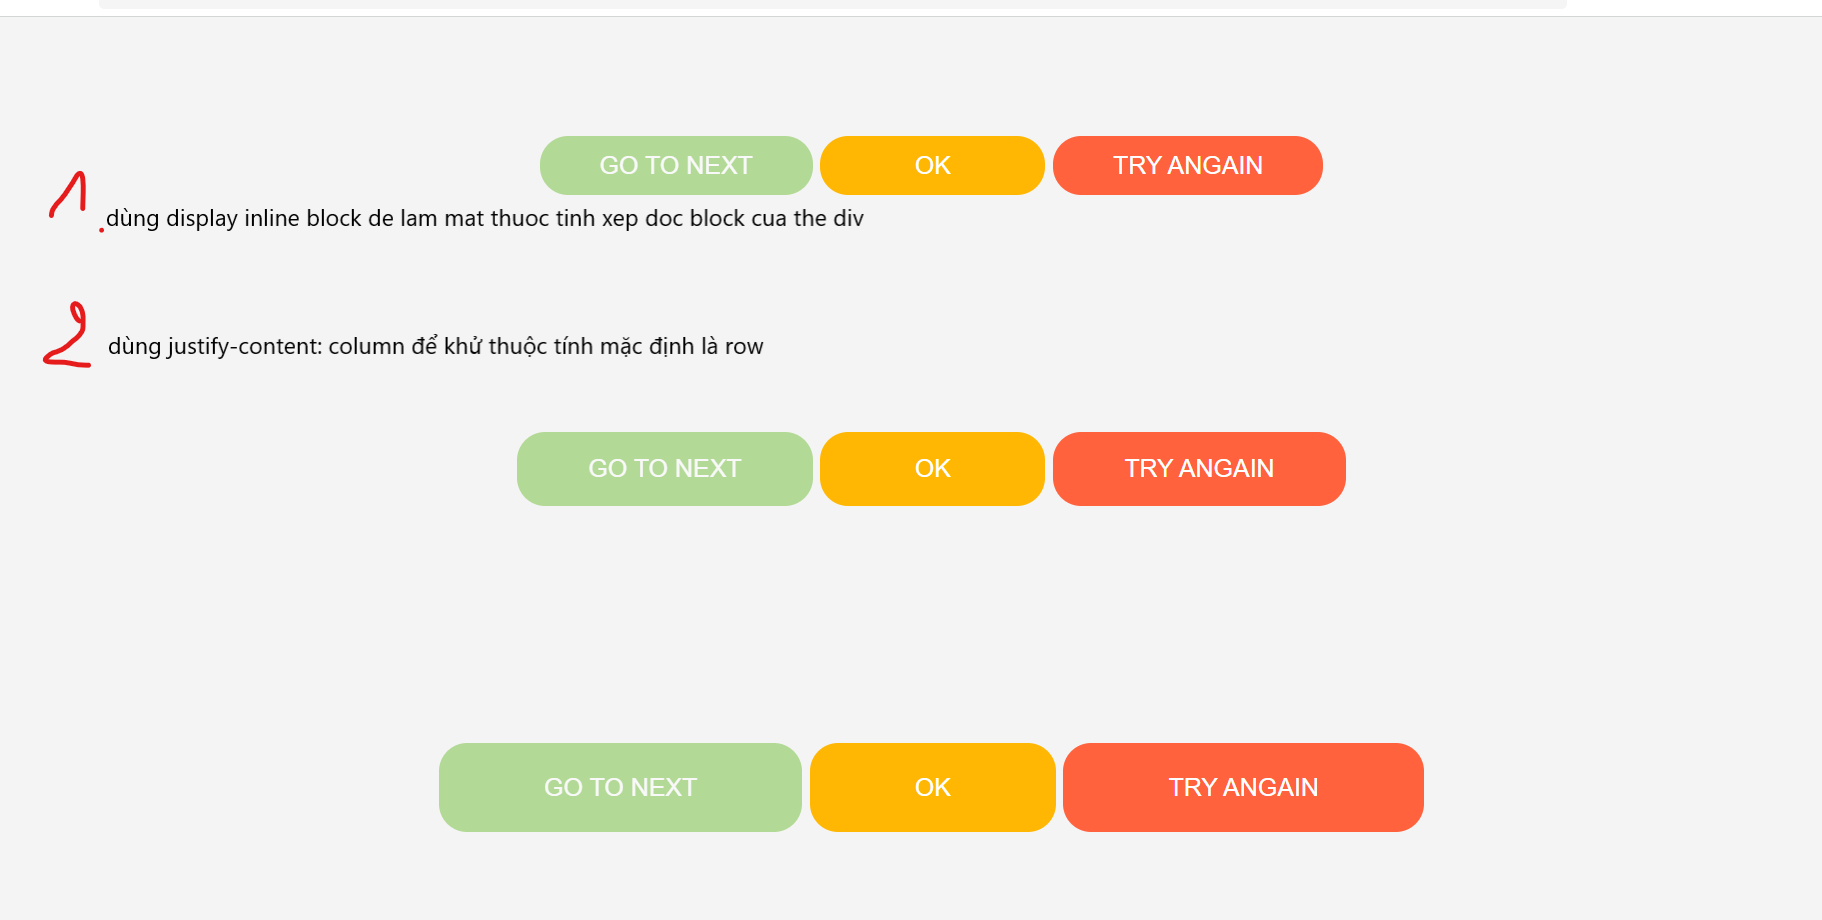 GO TO NEXT OK TRY ANGAIN
1.
dùng display inline block de lam mat thuoc tinh xep doc block cua the div
2 dùng justify-content: column để khử thuộc tính mặc định là row
GO TO NEXT OK TRY ANGAIN
GO TO NEXT OK TRY ANGAIN